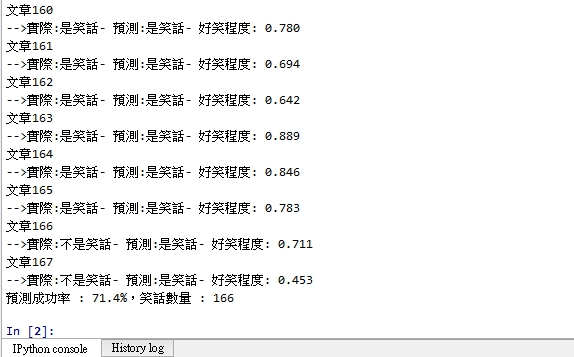 文章160
-->實際:是笑話- 預測:是笑話- 好笑程度: 0.780
文章161
-->實際:是笑話- 預測:是笑話- 好笑程度: 0.694
文章162
-->實際:是笑話- 預測:是笑話- 好笑程度: 0.642
文章163
-->實際:是笑話- 預測:是笑話- 好笑程度: 0.889
文章164
-->實際:是笑話- 預測:是笑話- 好笑程度: 0.846
文章165
-->實際:是笑話- 預測:是笑話- 好笑程度: 0.783
文章166
-->實際:不是笑話- 預測:是笑話- 好笑程度: 0.711
文章167
-->實際:不是笑話- 預測:是笑話- 好笑程度: 0.453
預測成功率 : 71.4%，笑話數量 : 166
In [2]:
IPython console History log